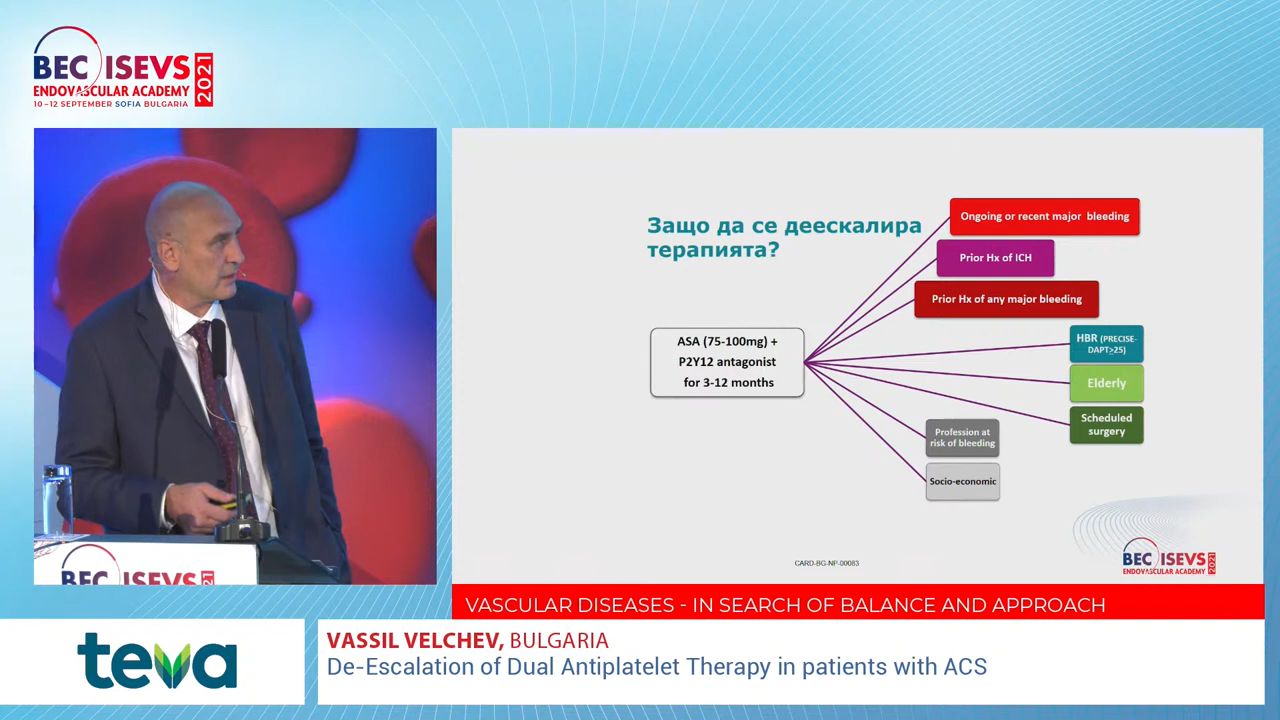 BEC ISEVS
2021
ENDOVASCULAR ACADEMY
10–12 SEPTEMBER SOFIA BULGARIA
BEC ISEVS
21
Защо да се деескалира
терапията?
ASA (75-100mg) +
P2Y12 antagonist
for 3-12 months
Ongoing or recent major bleeding
Prior Hx of ICH
Prior Hx of any major bleeding
HBR (PRECISE-
DAPT≥25)
Elderly
Scheduled
surgery
Profession at
risk of bleeding
Socio-economic
CARD-BG-NP-00083
BEC ISEVS
2021
ENDOVASCULAR ACADEMY
VASCULAR DISEASES - IN SEARCH OF BALANCE AND APPROACH
teva
VASSIL VELCHEV, BULGARIA
De-Escalation of Dual Antiplatelet Therapy in patients with ACS